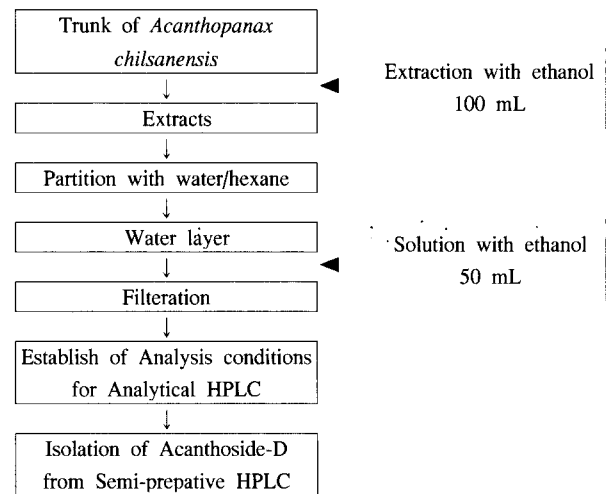 Trunk of Acanthopanax
chilsanensis
Extraction with ethanol
100 mL
Extracts
Partition with water/hexane
Water layer
Solution with ethanol
50 mL
Filteration
Establish of Analysis conditions
for Analytical HPLC
Isolation of Acanthoside-D
from Semi-prepative HPLC